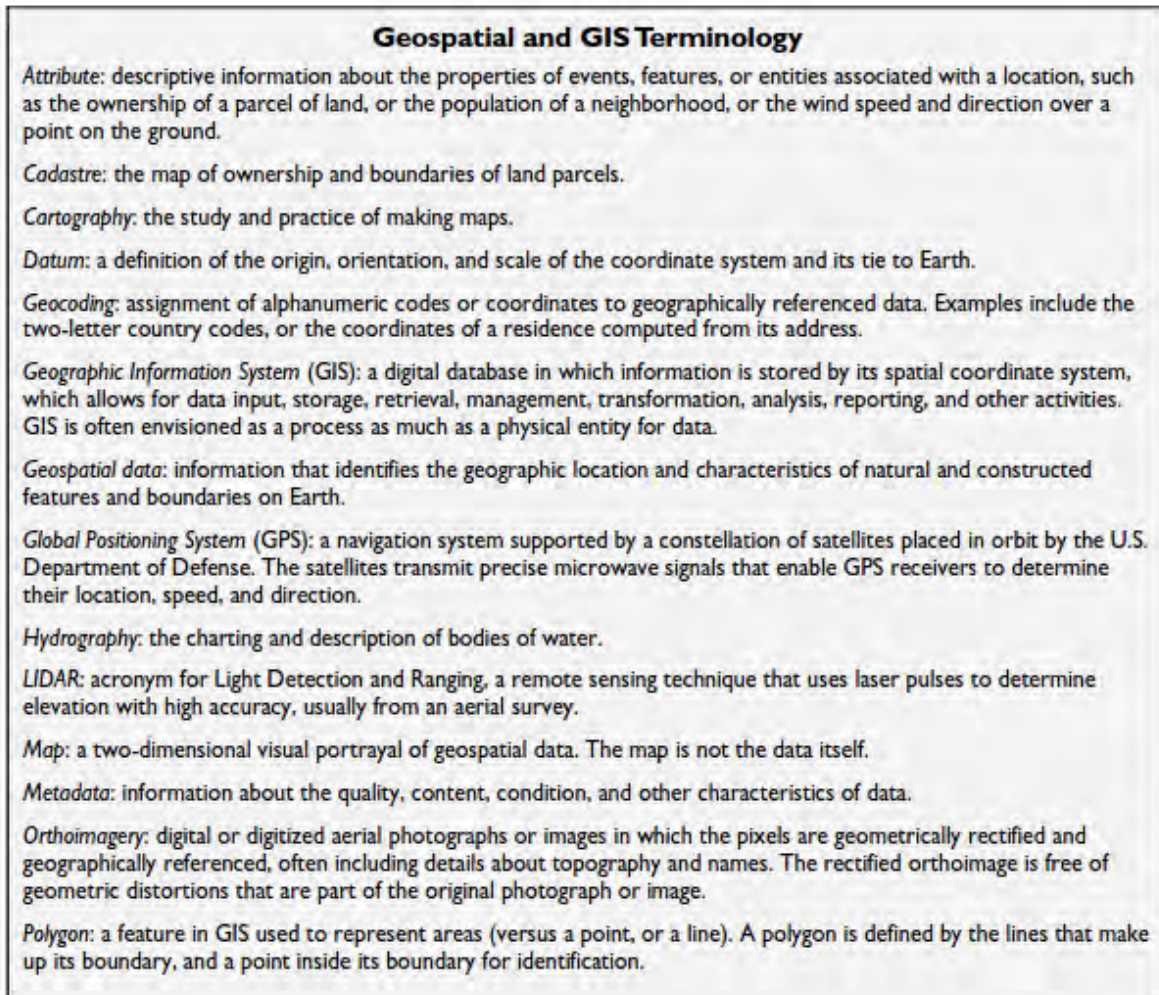 Geospatial and GIS Terminology
Attribute: descriptive information about the properties of events, features, or entities associated with a location, such
as the ownership of a parcel of land, or the population of a neighborhood, or the wind speed and direction over a
point on the ground.
Cadastre: the map of ownership and boundaries of land parcels.
Cartography: the study and practice of making maps.
Datum: a definition of the origin, orientation, and scale of the coordinate system and its tie to Earth.
Geocoding: assignment of alphanumeric codes or coordinates to geographically referenced data. Examples include the
two-letter country codes, or the coordinates of a residence computed from its address.
Geographic Information System (GIS): a digital database in which information is stored by its spatial coordinate system,
which allows for data input, storage, retrieval, management, transformation, analysis, reporting, and other activities.
GIS is often envisioned as a process as much as a physical entity for data.
Geospatial data: information that identifies the geographic location and characteristics of natural and constructed
features and boundaries on Earth.
Global Positioning System (GPS): a navigation system supported by a constellation of satellites placed in orbit by the U.S.
Department of Defense. The satellites transmit precise microwave signals that enable GPS receivers to determine
their location, speed, and direction.
Hydrography: the charting and description of bodies of water.
LIDAR: acronym for Light Detection and Ranging, a remote sensing technique that uses laser pulses to determine
elevation with high accuracy, usually from an aerial survey.
Map: a two-dimensional visual portrayal of geospatial data. The map is not the data itself.
Metadata: information about the quality, content, condition, and other characteristics of data.
Orthoimagery: digital or digitized aerial photographs or images in which the pixels are geometrically rectified and
geographically referenced, often including details about topography and names. The rectified orthoimage is free of
geometric distortions that are part of the original photograph or image.
Polygon: a feature in GIS used to represent areas (versus a point, or a line). A polygon is defined by the lines that make
up its boundary, and a point inside its boundary for identification.